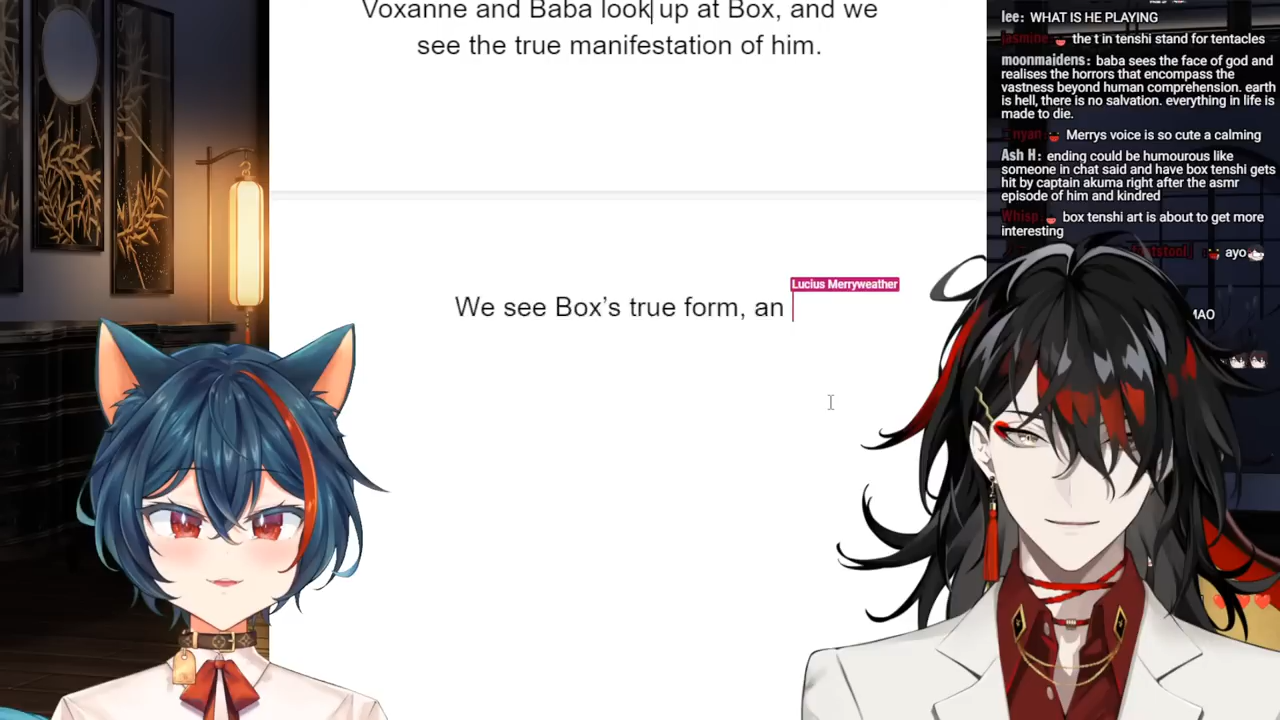 Voxanne and Baba look up at Box, and we
see the true manifestation of him.
Lucius Merryweather
We see Box’s true form, an
lee: WHAT IS HE PLAYING
jasmine the t in tenshi stand for tentacles
moonmaidens: baba sees the face of god and
realises the horrors that encompass the
vastness beyond human comprehension. earth
is hell, there is no salvation. everything in life is
made to die.
nyan Merrys voice is so cute a calming
Ash H: ending could be humourous like
someone in chat said and have box tenshi gets
hit by captain akuma right after the asmr
episode of him and kindred
Whisp. box tenshi art is about to get more
interesting
ayo
MAO